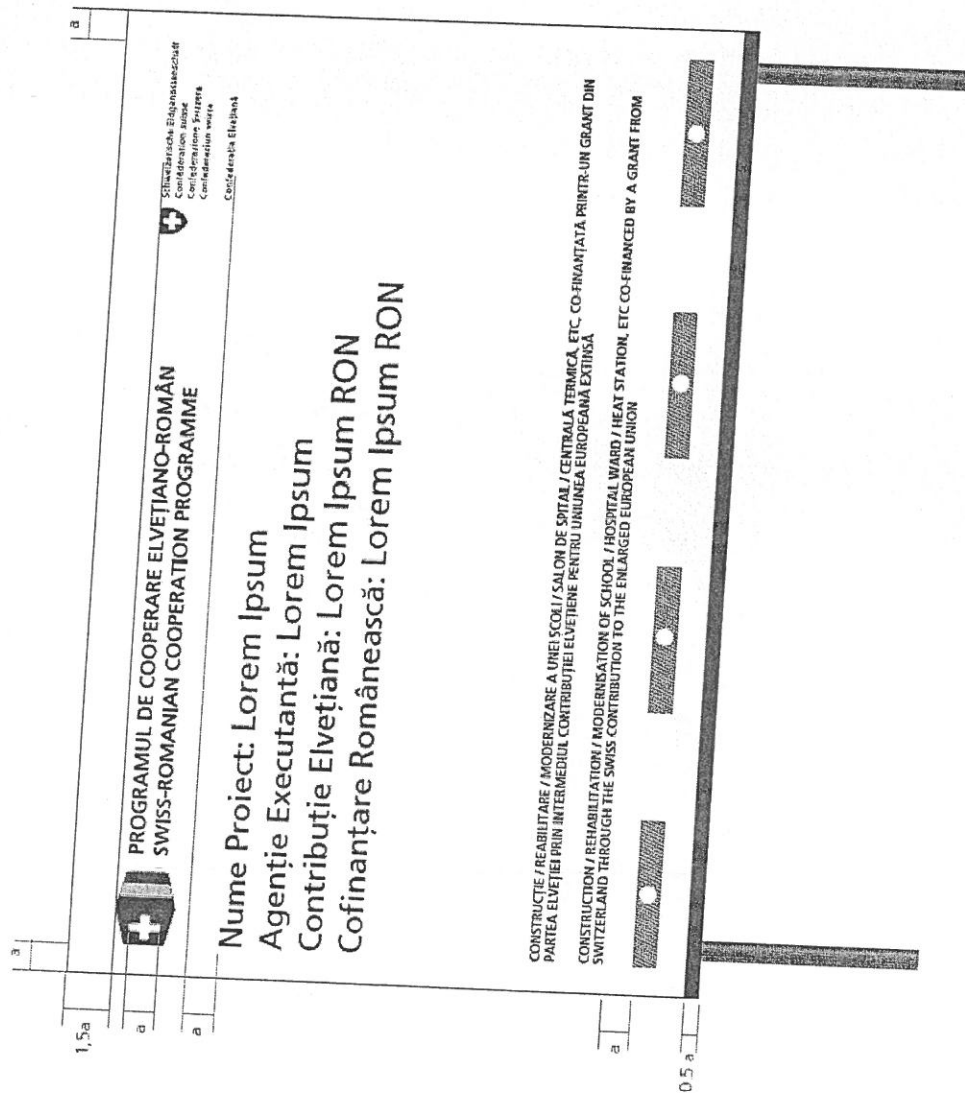 a
a
1,5a
a
a
PROGRAMUL DE COOPERARE ELVEȚIANO-ROMÂN
SWISS-ROMANIAN COOPERATION PROGRAMME
Schweizerische Eidgenossenschaft
Confédération suisse
Confederazione Svizzera
Confederaziun svizra
Confederația Elvețiană
Nume Proiect: Lorem Ipsum
Agenție Executantă: Lorem Ipsum
Contribuție Elvețiană: Lorem Ipsum RON
Cofinanțare Românească: Lorem Ipsum RON
CONSTRUCȚIE / REABILITARE / MODERNIZARE A UNEI SCOLI / SALON DE SPITAL / CENTRALĂ TERMICĂ, ETC, CO-FINANȚATĂ PRINTR-UN GRANT DIN
PARTEA ELVEȚIEI PRIN INTERMEDIUL CONTRIBUȚIEI ELVEȚIENE PENTRU UNIUNEA EUROPEANĂ EXTINSĂ
CONSTRUCTION / REHABILITATION / MODERNISATION OF SCHOOL / HOSPITAL WARD / HEAT STATION, ETC CO-FINANCED BY A GRANT FROM
SWITZERLAND THROUGH THE SWISS CONTRIBUTION TO THE ENLARGED EUROPEAN UNION
a
0.5 a